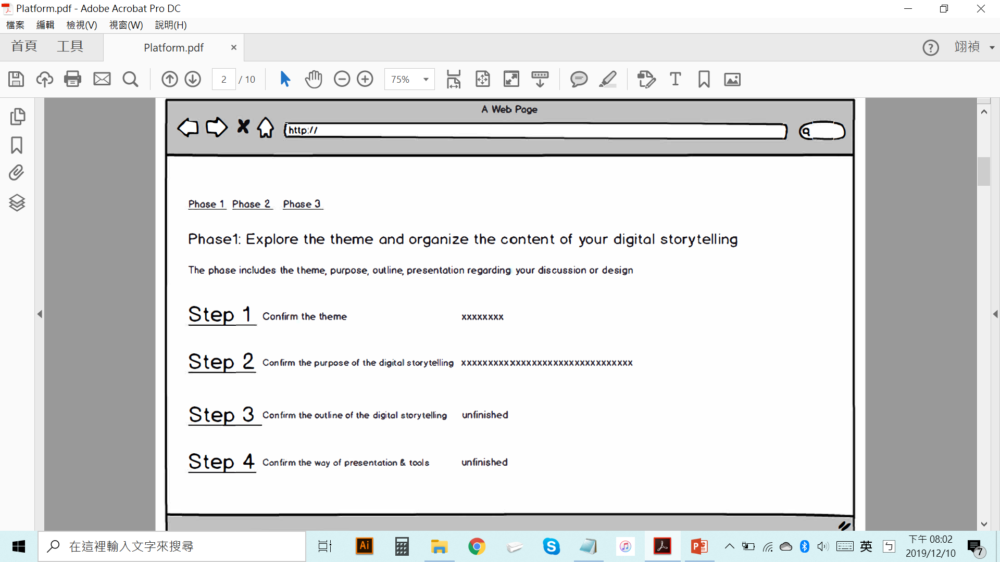 Platform.pdf - Adobe Acrobat Pro DC
檔案 編輯 檢視(V) 視窗(W) 說明(H)
首頁 工具 Platform.pdf × ? 翊禎
2 / 10 75%
A Web Page
http://
Phase 1 Phase 2 Phase 3
Phase1: Explore the theme and organize the content of your digital storytelling
The phase includes the theme, purpose, outline, presentation regarding your discussion or design
Step 1 Confirm the theme xxxxxxxx
Step 2 Confirm the purpose of the digital storytelling xxxxxxxxxxxxxxxxxxxxxxxxxxxxxxxx
Step 3 Confirm the outline of the digital storytelling unfinished
Step 4 Confirm the way of presentation & tools unfinished
在這裡輸入文字來搜尋 Ai 英 ㄅ 下午 08:02
2019/12/10 7